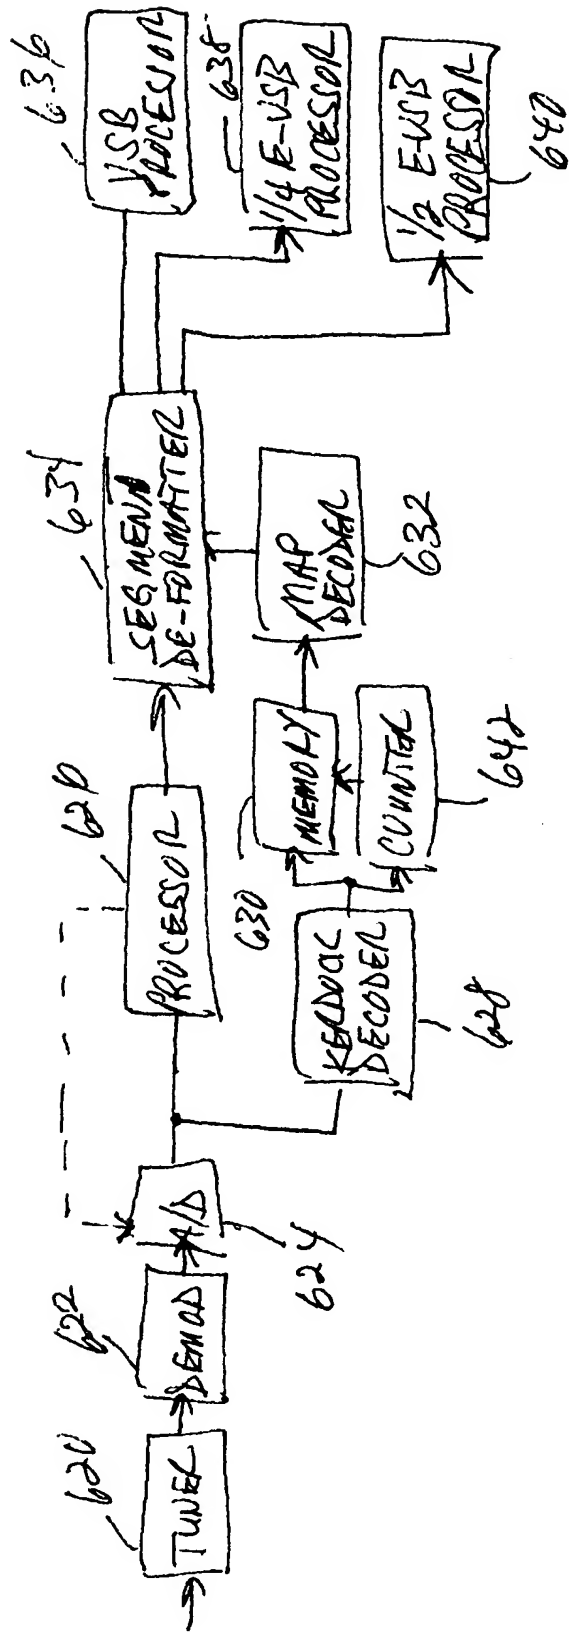 620
TUNER
622
DEMOD
A/D
624
626
PROCESSOR
KERDOCK
DECODER
628
630
MEMORY
COUNTER
642
MAP
DECODER
632
634
SEGMENT
DE-FORMATTER
636
VSB
PROCESSOR
638
1/4 E-VSB
PROCESSOR
1/2 E-VSB
PROCESSOR
640